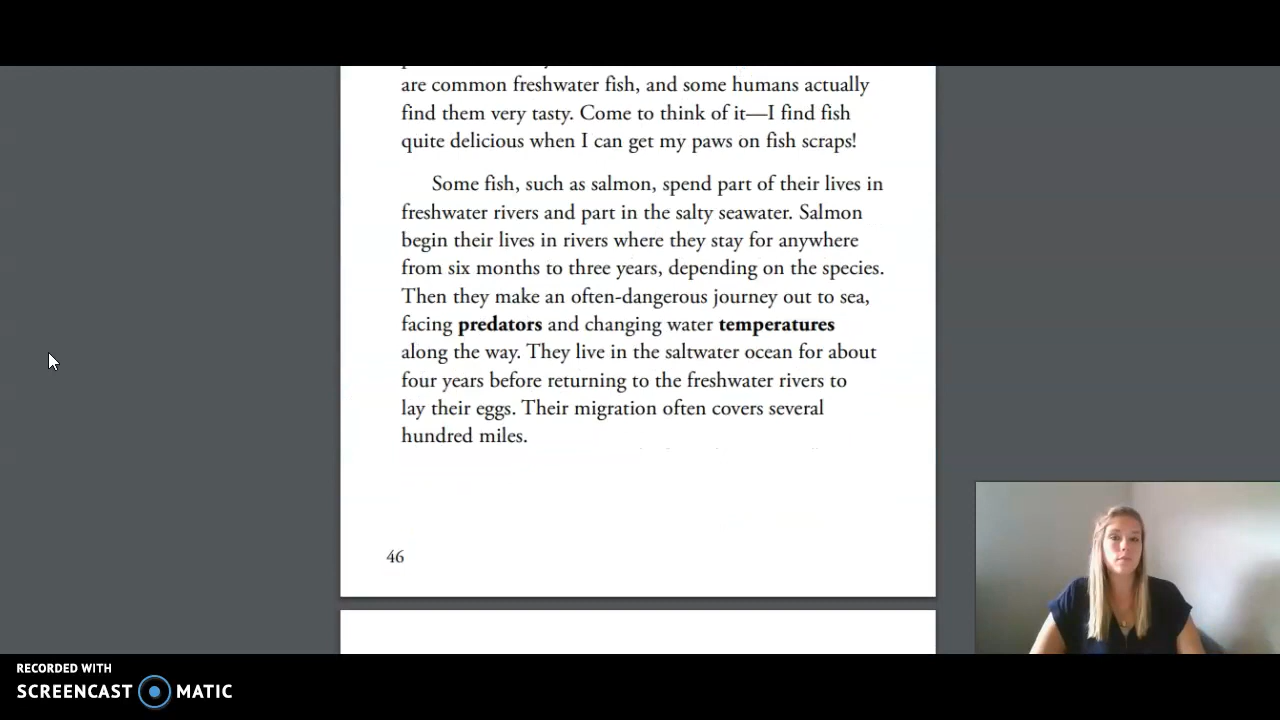 are common freshwater fish, and some humans actually
find them very tasty. Come to think of it—I find fish
quite delicious when I can get my paws on fish scraps!
Some fish, such as salmon, spend part of their lives in
freshwater rivers and part in the salty seawater. Salmon
begin their lives in rivers where they stay for anywhere
from six months to three years, depending on the species.
Then they make an often-dangerous journey out to sea,
facing predators and changing water temperatures
along the way. They live in the saltwater ocean for about
four years before returning to the freshwater rivers to
lay their eggs. Their migration often covers several
hundred miles.
46
RECORDED WITH
SCREENCAST MATIC